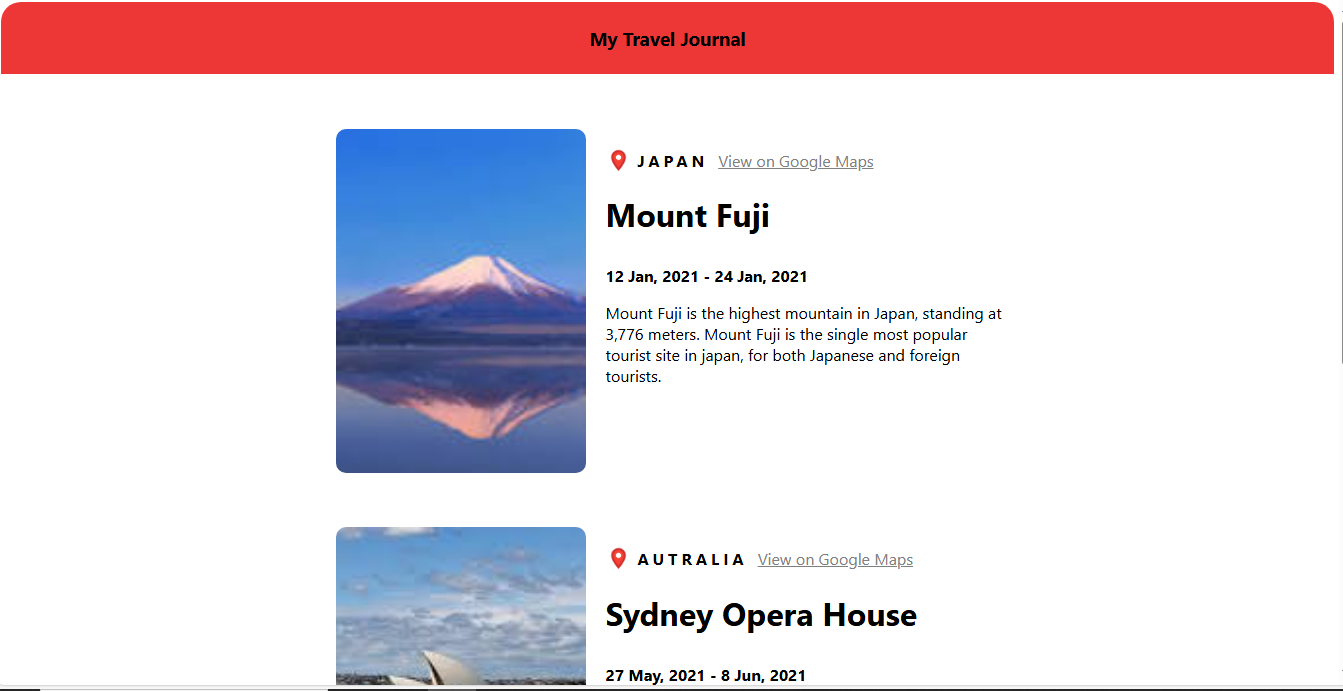 My Travel Journal
JAPAN View on Google Maps
Mount Fuji
12 Jan, 2021 - 24 Jan, 2021
Mount Fuji is the highest mountain in Japan, standing at
3,776 meters. Mount Fuji is the single most popular
tourist site in japan, for both Japanese and foreign
tourists.
AUTRALIA View on Google Maps
Sydney Opera House
27 May, 2021 - 8 Jun, 2021